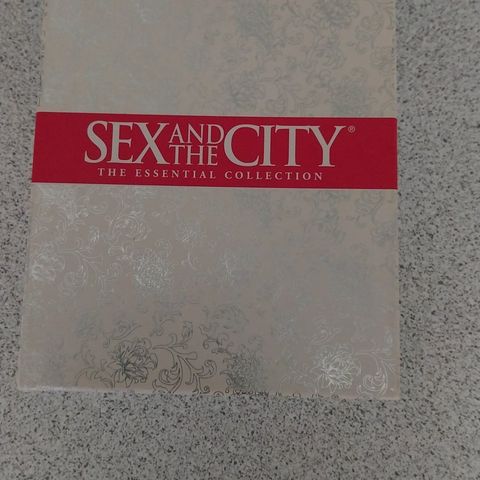 SEX AND THE CITY®
THE ESSENTIAL COLLECTION